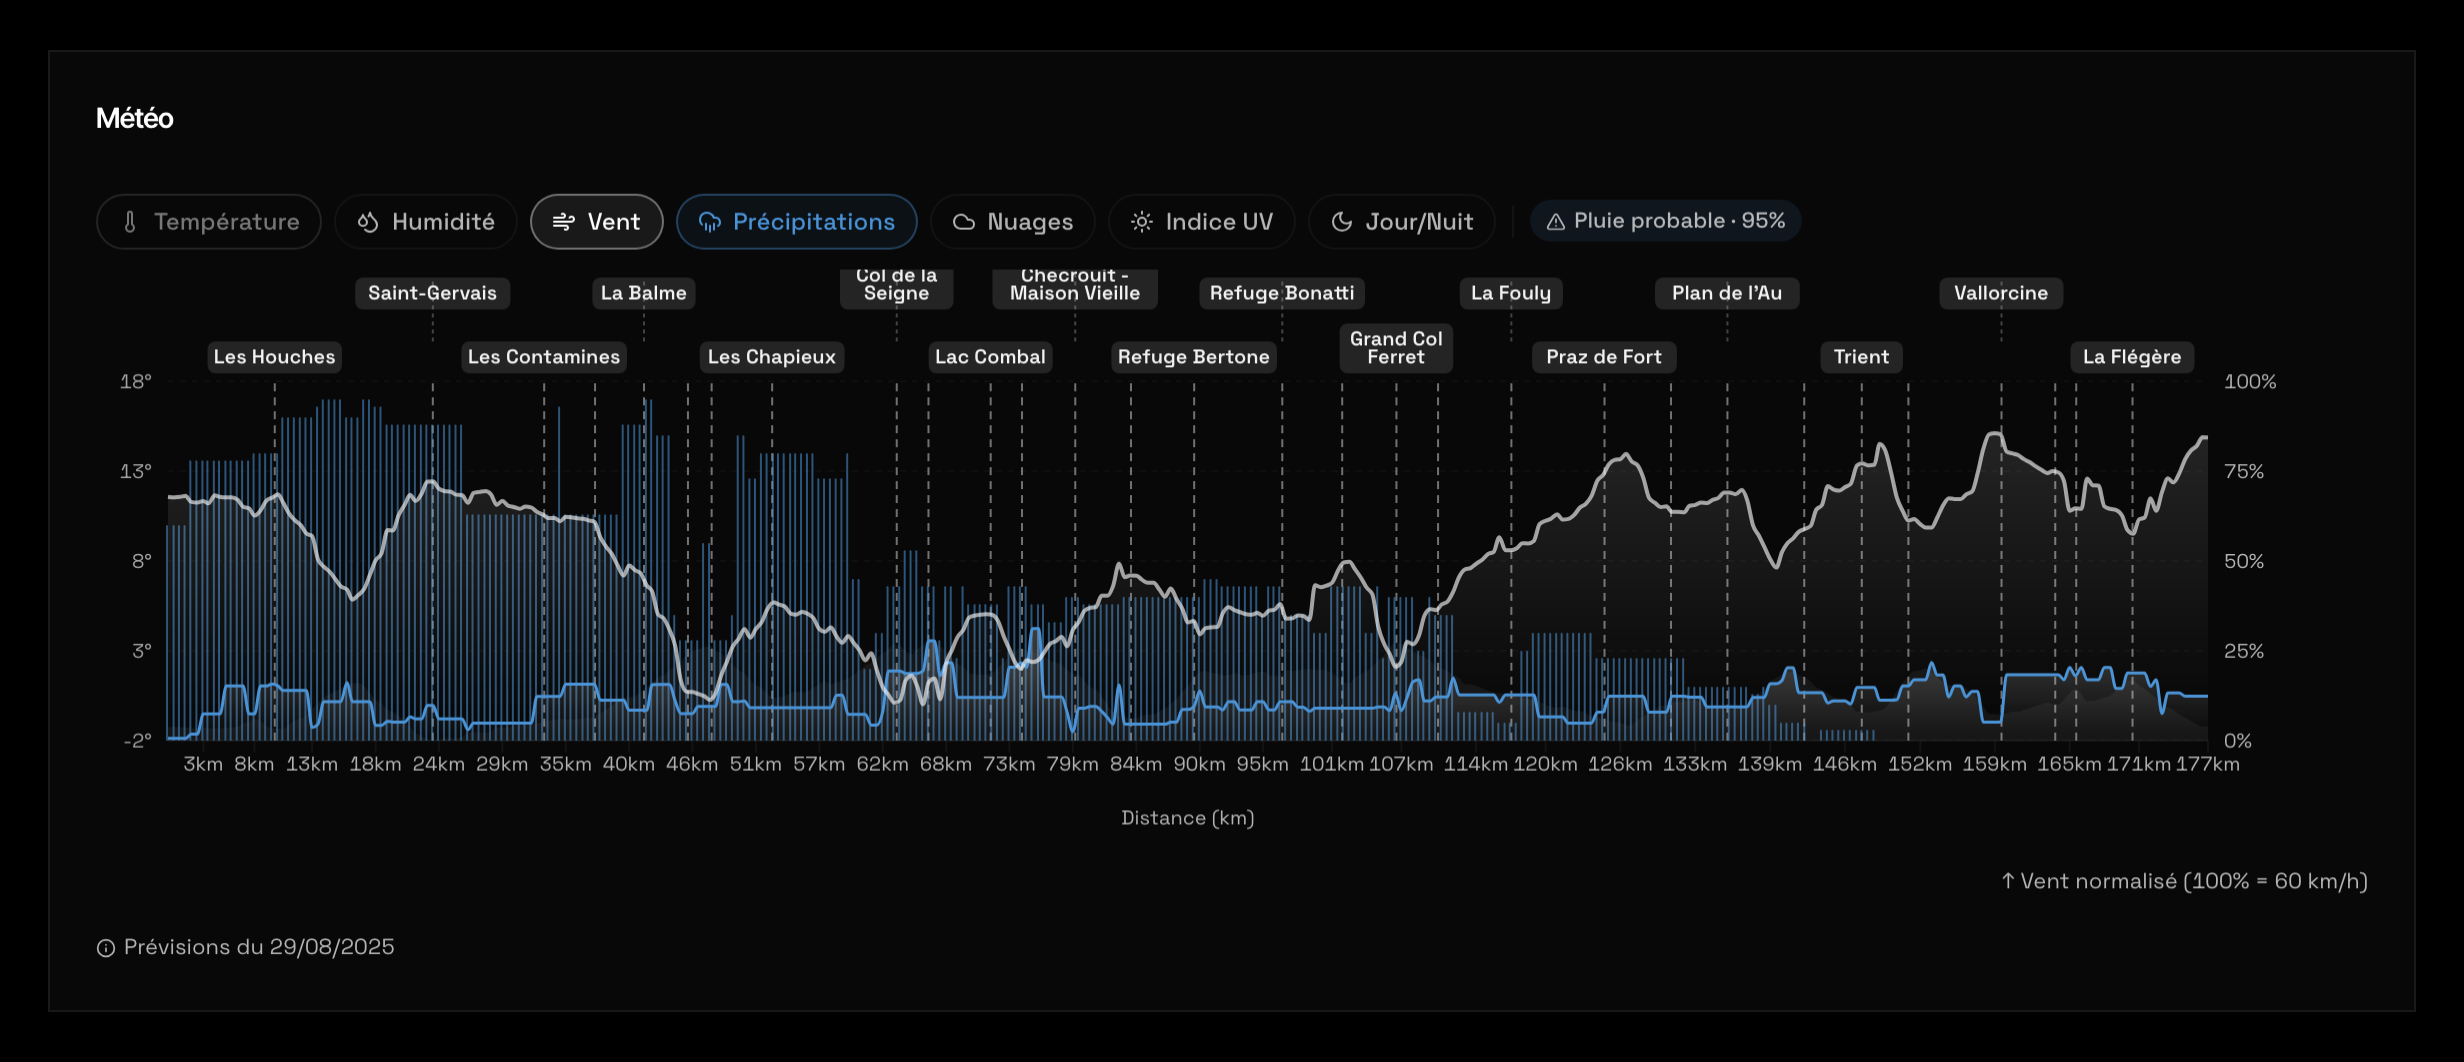 Météo
Température
Humidité
Vent
Précipitations
Nuages
Indice UV
Jour/Nuit
Pluie probable · 95%
Saint-Gervais
La Balme
Col de la
Seigne
Checrouit -
Maison Vieille
Refuge Bonatti
La Fouly
Plan de l'Au
Vallorcine
Les Houches
Les Contamines
Les Chapieux
Lac Combal
Refuge Bertone
Grand Col
Ferret
Praz de Fort
Trient
La Flégère
18°
13°
8°
3°
-2°
100%
75%
50%
25%
0%
3km 8km 13km 18km 24km 29km 35km 40km 46km 51km 57km 62km 68km 73km 79km 84km 90km 95km 101km 107km 114km 120km 126km 133km 139km 146km 152km 159km 165km 171km 177km
Distance (km)
↑ Vent normalisé (100% = 60 km/h)
Prévisions du 29/08/2025